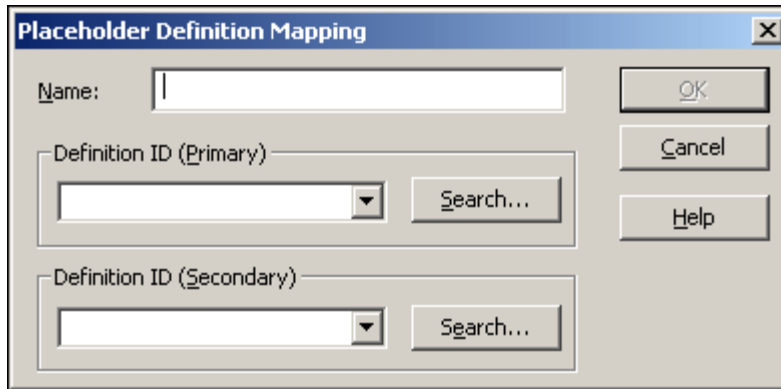 Placeholder Definition Mapping
Name:
OK
Definition ID (Primary)
Cancel
Search...
Help
Definition ID (Secondary)
Search...